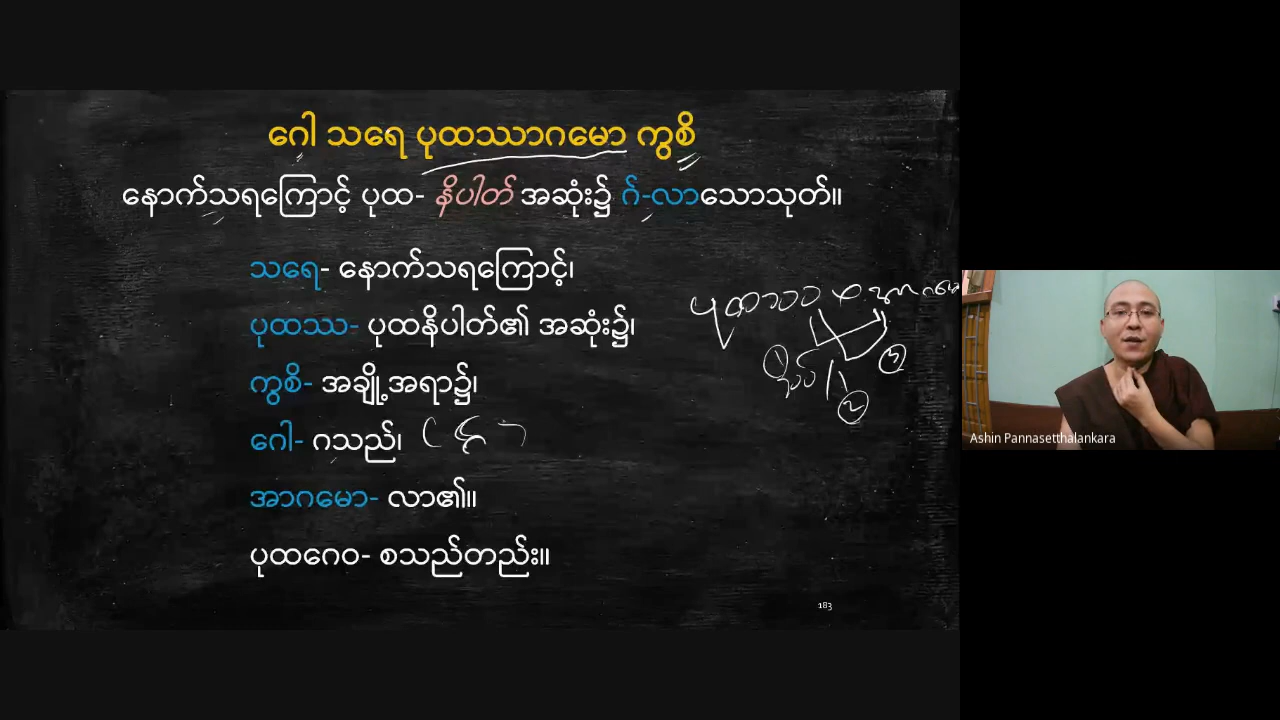 ဂေါ သရေ ပုထဿာဂမော ကွစိ
နောက်သရကြောင့် ပုထ- နိပါတ် အဆုံး၌ ဂ်-လာသောသုတ်။
သရေ- နောက်သရကြောင့်၊
ပုထဿ- ပုထနိပါတ်၏ အဆုံး၌၊
ကွစိ- အချို့အရာ၌၊
ဂေါ- ဂသည်၊
အာဂမော- လာ၏။
ပုထဂေဝ- စသည်တည်း။
183
Ashin Pannasetthalankara